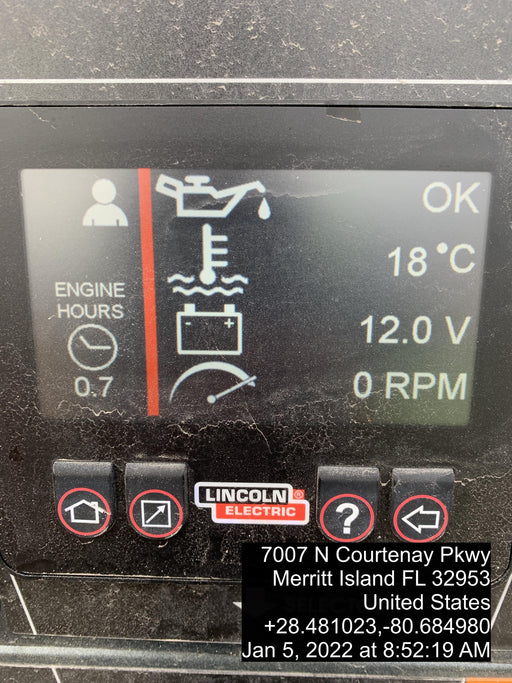 OK
18°C
ENGINE
HOURS
- +
12.0 V
0.7
0 RPM
LINCOLN®
ELECTRIC
?
7007 N Courtenay Pkwy
Merritt Island FL 32953
United States
SELECT
+28.481023,-80.684980
Jan 5, 2022 at 8:52:19 AM